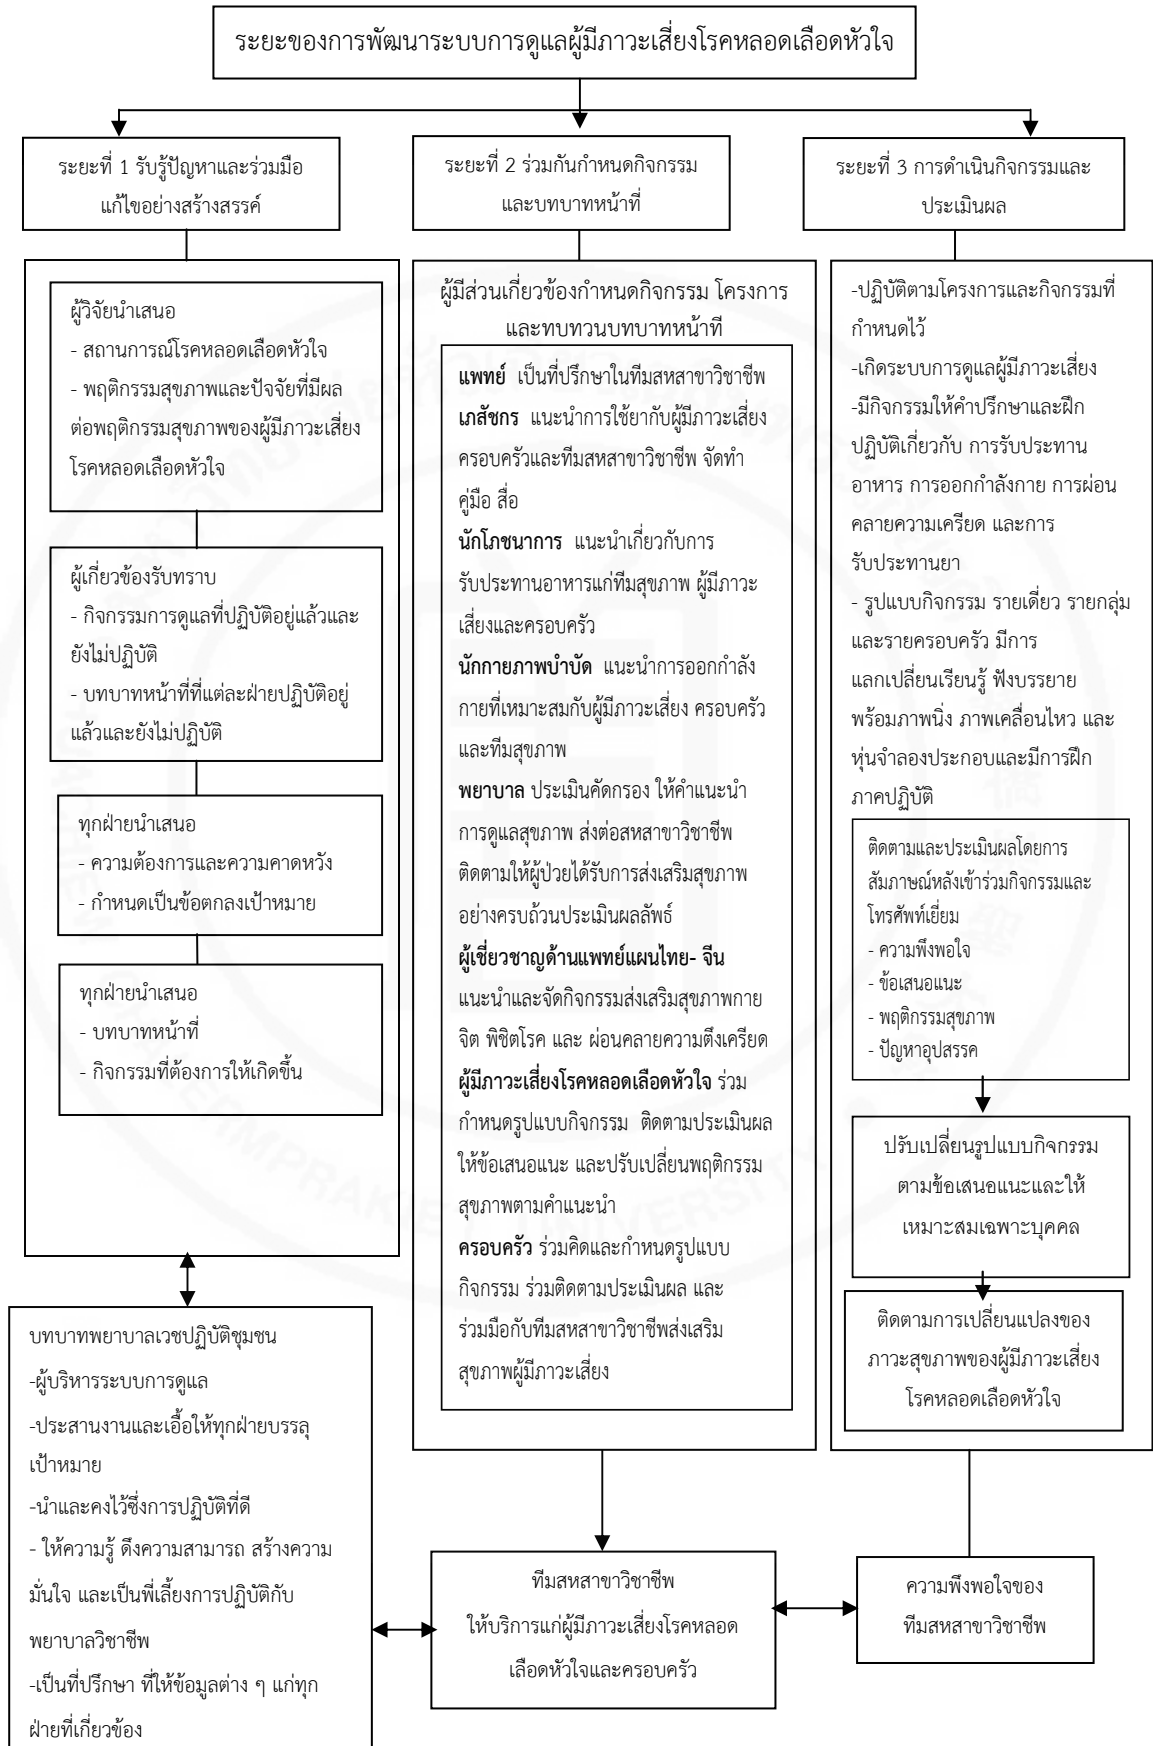 ระยะของการพัฒนาระบบการดูแลผู้มีภาวะเสี่ยงโรคหลอดเลือดหัวใจ
ระยะที่ 1 รับรู้ปัญหาและร่วมมือ
แก้ไขอย่างสร้างสรรค์
ผู้วิจัยนำเสนอ
- สถานการณ์โรคหลอดเลือดหัวใจ
- พฤติกรรมสุขภาพและปัจจัยที่มีผล
ต่อพฤติกรรมสุขภาพของผู้มีภาวะเสี่ยง
โรคหลอดเลือดหัวใจ
ผู้เกี่ยวข้องรับทราบ
- กิจกรรมการดูแลที่ปฏิบัติอยู่แล้วและ
ยังไม่ปฏิบัติ
- บทบาทหน้าที่ที่แต่ละฝ่ายปฏิบัติอยู่
แล้วและยังไม่ปฏิบัติ
ทุกฝ่ายนำเสนอ
- ความต้องการและความคาดหวัง
- กำหนดเป็นข้อตกลงเป้าหมาย
ทุกฝ่ายนำเสนอ
- บทบาทหน้าที่
- กิจกรรมที่ต้องการให้เกิดขึ้น
บทบาทพยาบาลเวชปฏิบัติชุมชน
-ผู้บริหารระบบการดูแล
-ประสานงานและเอื้อให้ทุกฝ่ายบรรลุ
เป้าหมาย
-นำและคงไว้ซึ่งการปฏิบัติที่ดี
- ให้ความรู้ ดึงความสามารถ สร้างความ
มั่นใจ และเป็นพี่เลี้ยงการปฏิบัติกับ
พยาบาลวิชาชีพ
-เป็นที่ปรึกษา ที่ให้ข้อมูลต่าง ๆ แก่ทุก
ฝ่ายที่เกี่ยวข้อง
ระยะที่ 2 ร่วมกันกำหนดกิจกรรม
และบทบาทหน้าที่
ผู้มีส่วนเกี่ยวข้องกำหนดกิจกรรม โครงการ
และทบทวนบทบาทหน้าที
แพทย์ เป็นที่ปรึกษาในทีมสหสาขาวิชาชีพ
เภสัชกร แนะนำการใช้ยากับผู้มีภาวะเสี่ยง
ครอบครัวและทีมสหสาขาวิชาชีพ จัดทำ
คู่มือ สื่อ
นักโภชนาการ แนะนำเกี่ยวกับการ
รับประทานอาหารแก่ทีมสุขภาพ ผู้มีภาวะ
เสี่ยงและครอบครัว
นักกายภาพบำบัด แนะนำการออกกำลัง
กายที่เหมาะสมกับผู้มีภาวะเสี่ยง ครอบครัว
และทีมสุขภาพ
พยาบาล ประเมินคัดกรอง ให้คำแนะนำ
การดูแลสุขภาพ ส่งต่อสหสาขาวิชาชีพ
ติดตามให้ผู้ป่วยได้รับการส่งเสริมสุขภาพ
อย่างครบถ้วนประเมินผลลัพธ์
ผู้เชี่ยวชาญด้านแพทย์แผนไทย- จีน
แนะนำและจัดกิจกรรมส่งเสริมสุขภาพกาย
จิต พิชิตโรค และ ผ่อนคลายความตึงเครียด
ผู้มีภาวะเสี่ยงโรคหลอดเลือดหัวใจ ร่วม
กำหนดรูปแบบกิจกรรม ติดตามประเมินผล
ให้ข้อเสนอแนะ และปรับเปลี่ยนพฤติกรรม
สุขภาพตามคำแนะนำ
ครอบครัว ร่วมคิดและกำหนดรูปแบบ
กิจกรรม ร่วมติดตามประเมินผล และ
ร่วมมือกับทีมสหสาขาวิชาชีพส่งเสริม
สุขภาพผู้มีภาวะเสี่ยง
ทีมสหสาขาวิชาชีพ
ให้บริการแก่ผู้มีภาวะเสี่ยงโรคหลอด
เลือดหัวใจและครอบครัว
ระยะที่ 3 การดำเนินกิจกรรมและ
ประเมินผล
-ปฏิบัติตามโครงการและกิจกรรมที่
กำหนดไว้
-เกิดระบบการดูแลผู้มีภาวะเสี่ยง
-มีกิจกรรมให้คำปรึกษาและฝึก
ปฏิบัติเกี่ยวกับ การรับประทาน
อาหาร การออกกำลังกาย การผ่อน
คลายความเครียด และการ
รับประทานยา
- รูปแบบกิจกรรม รายเดี่ยว รายกลุ่ม
และรายครอบครัว มีการ
แลกเปลี่ยนเรียนรู้ ฟังบรรยาย
พร้อมภาพนิ่ง ภาพเคลื่อนไหว และ
หุ่นจำลองประกอบและมีการฝึก
ภาคปฏิบัติ
ติดตามและประเมินผลโดยการ
สัมภาษณ์หลังเข้าร่วมกิจกรรมและ
โทรศัพท์เยี่ยม
- ความพึงพอใจ
- ข้อเสนอแนะ
- พฤติกรรมสุขภาพ
- ปัญหาอุปสรรค
ปรับเปลี่ยนรูปแบบกิจกรรม
ตามข้อเสนอแนะและให้
เหมาะสมเฉพาะบุคคล
ติดตามการเปลี่ยนแปลงของ
ภาวะสุขภาพของผู้มีภาวะเสี่ยง
โรคหลอดเลือดหัวใจ
ความพึงพอใจของ
ทีมสหสาขาวิชาชีพ